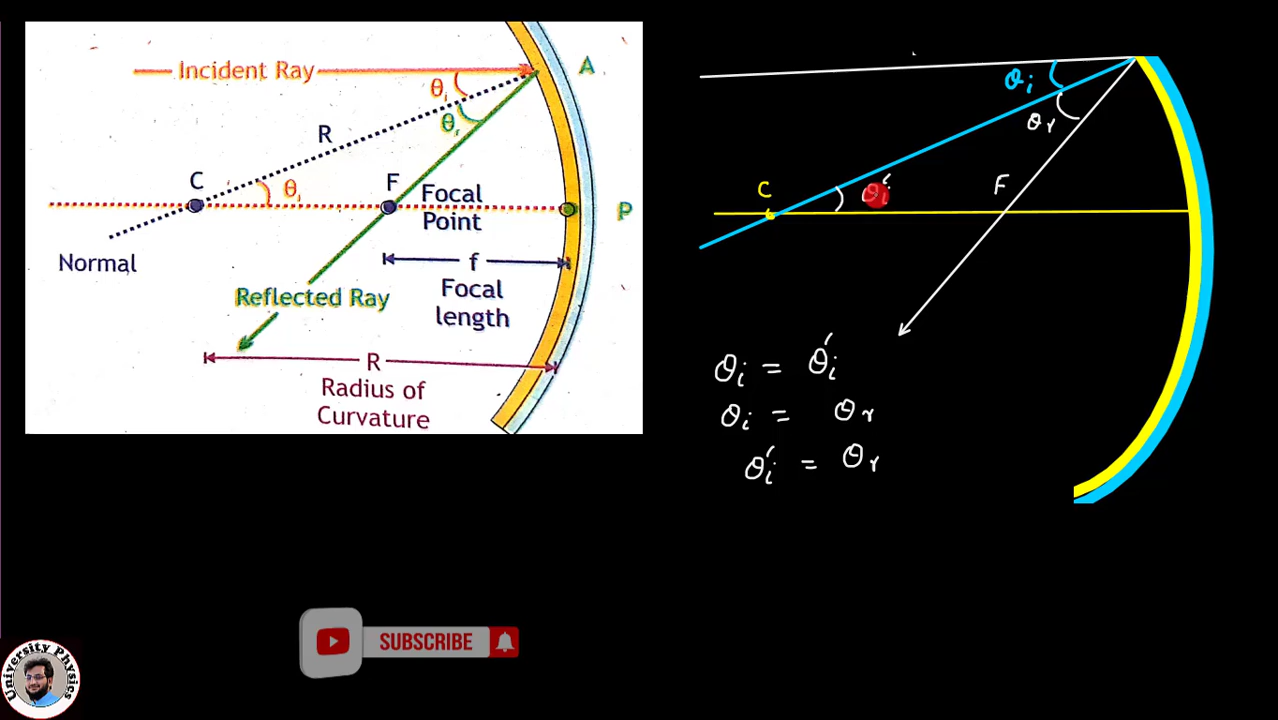 Incident Ray
A
θi
θr
R
C
θi
F
Focal
Point
P
Normal
f
Focal
length
Reflected Ray
R
Radius of
Curvature
θi
θr
C
θi′
F
θi = θi′
θi = θr
θi′ = θr
SUBSCRIBE
University Physics